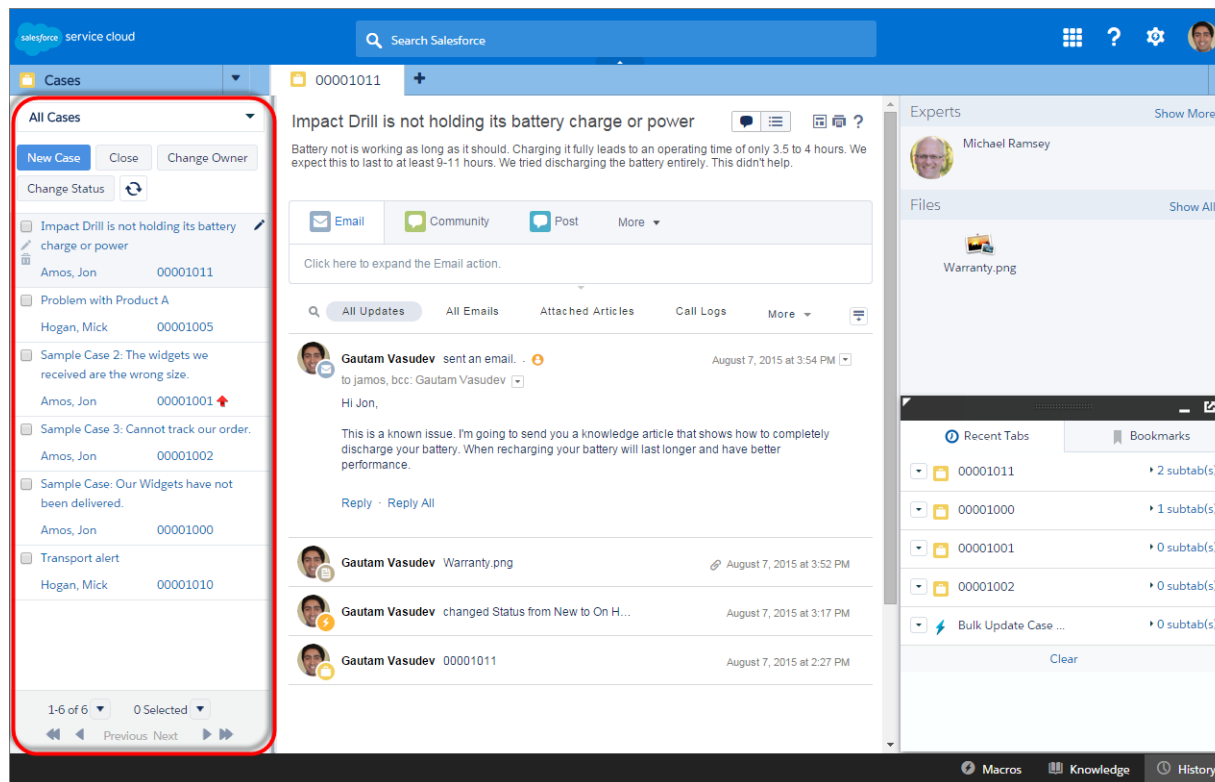 salesforce service cloud
Search Salesforce
?
Cases
00001011 +
All Cases
New Case Close Change Owner
Change Status
Impact Drill is not holding its battery
charge or power
Amos, Jon 00001011
Problem with Product A
Hogan, Mick 00001005
Sample Case 2: The widgets we
received are the wrong size.
Amos, Jon 00001001
Sample Case 3: Cannot track our order.
Amos, Jon 00001002
Sample Case: Our Widgets have not
been delivered.
Amos, Jon 00001000
Transport alert
Hogan, Mick 00001010
1-6 of 6 0 Selected
Previous Next
Impact Drill is not holding its battery charge or power ?
Battery not is working as long as it should. Charging it fully leads to an operating time of only 3.5 to 4 hours. We
expect this to last to at least 9-11 hours. We tried discharging the battery entirely. This didn't help.
Email Community Post More
Click here to expand the Email action.
All Updates All Emails Attached Articles Call Logs More
Gautam Vasudev sent an email. . August 7, 2015 at 3:54 PM
to jamos, bcc: Gautam Vasudev
Hi Jon,
This is a known issue. I'm going to send you a knowledge article that shows how to completely
discharge your battery. When recharging your battery will last longer and have better
performance.
Reply · Reply All
Gautam Vasudev Warranty.png August 7, 2015 at 3:52 PM
Gautam Vasudev changed Status from New to On H... August 7, 2015 at 3:17 PM
Gautam Vasudev 00001011 August 7, 2015 at 2:27 PM
Experts Show More
Michael Ramsey
Files Show All
Warranty.png
Recent Tabs Bookmarks
00001011 2 subtab(s)
00001000 1 subtab(s)
00001001 0 subtab(s)
00001002 0 subtab(s)
Bulk Update Case ... 0 subtab(s)
Clear
Macros Knowledge History